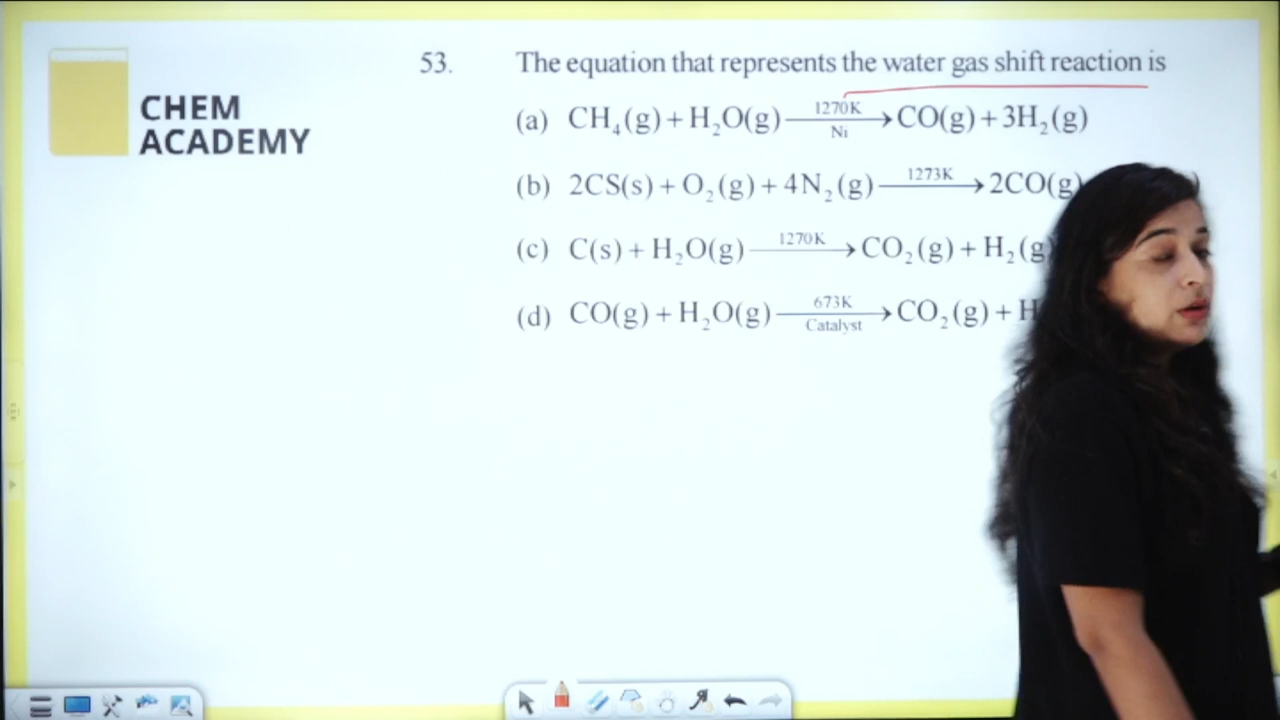 CHEM
ACADEMY
53. The equation that represents the water gas shift reaction is
(a) CH₄(g) + H₂O(g) —1270K/Ni→ CO(g) + 3H₂(g)
(b) 2CS(s) + O₂(g) + 4N₂(g) —1273K→ 2CO(g)
(c) C(s) + H₂O(g) —1270K→ CO₂(g) + H₂(g
(d) CO(g) + H₂O(g) —673K/Catalyst→ CO₂(g) + H